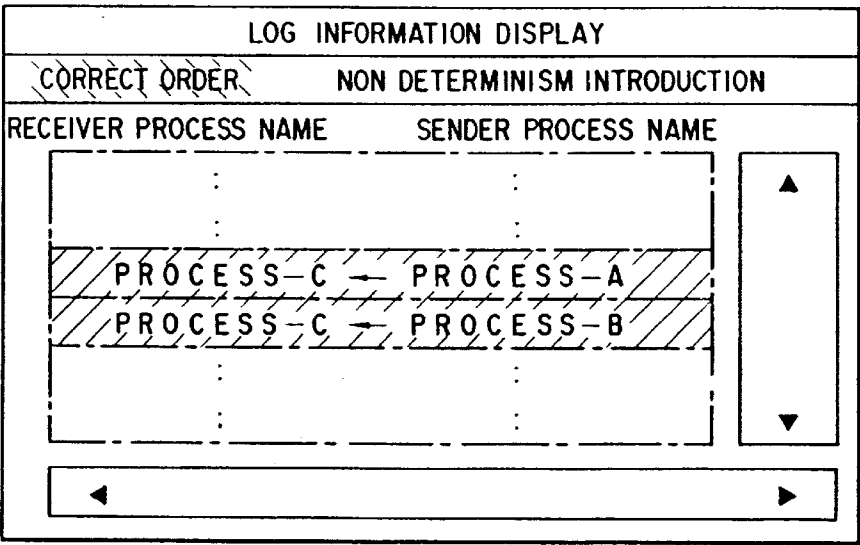 LOG INFORMATION DISPLAY
CORRECT ORDER NON DETERMINISM INTRODUCTION
RECEIVER PROCESS NAME SENDER PROCESS NAME
PROCESS-C ← PROCESS-A
PROCESS-C ← PROCESS-B